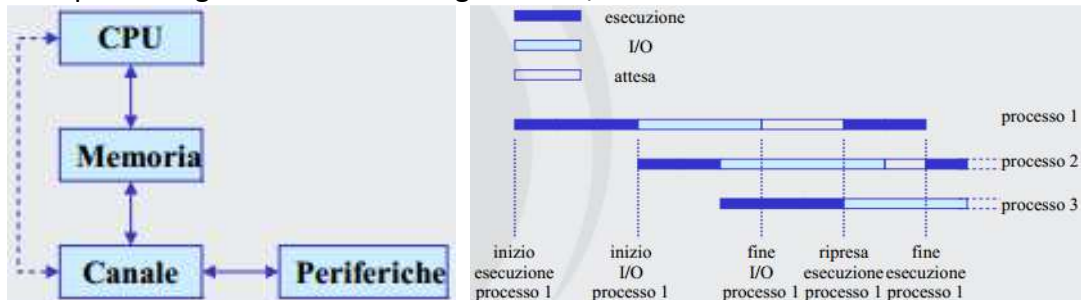 CPU
Memoria
Canale
Periferiche
esecuzione
I/O
attesa
processo 1
processo 2
processo 3
inizio
esecuzione
processo 1
inizio
I/O
processo 1
fine
I/O
processo 1
ripresa
esecuzione
processo 1
fine
esecuzione
processo 1